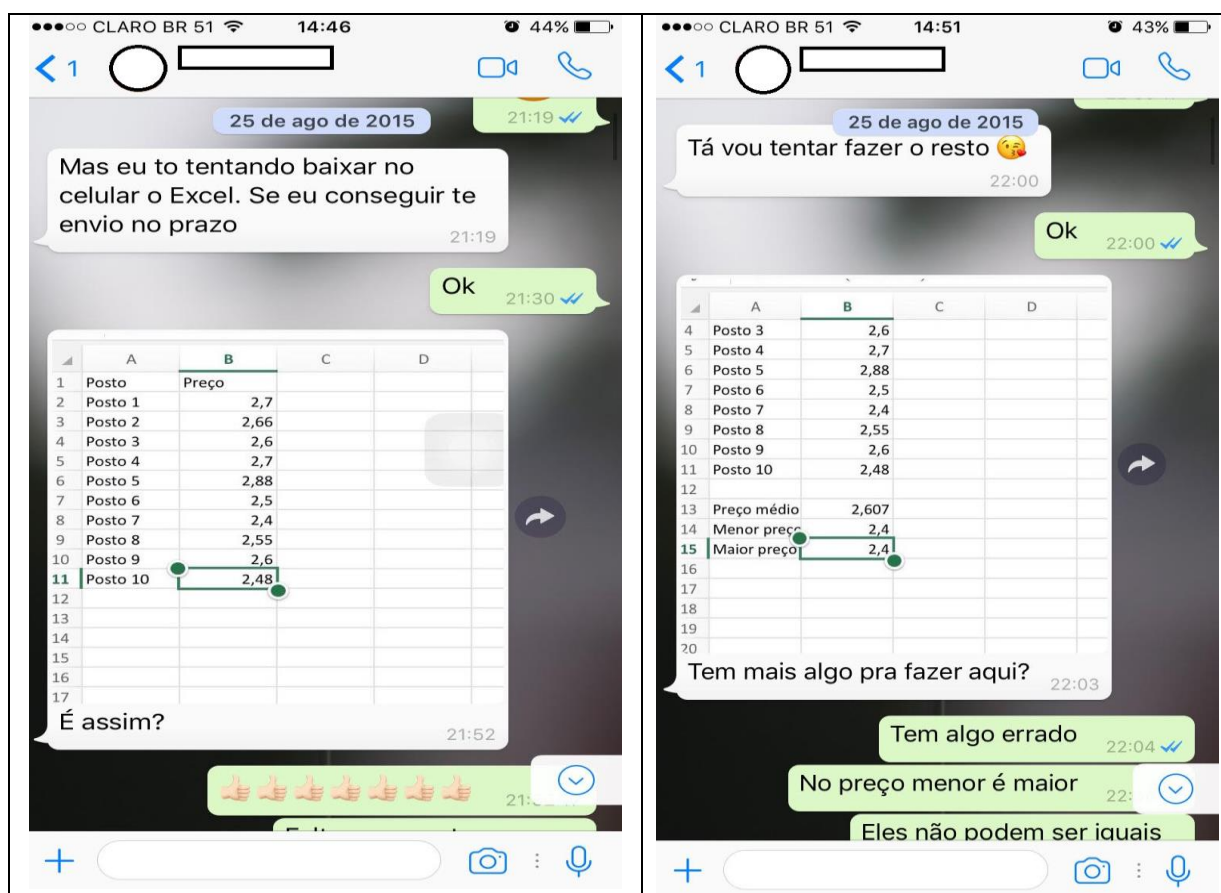 CLARO BR 51 14:46 44%
1
25 de ago de 2015
21:19
Mas eu to tentando baixar no
celular o Excel. Se eu conseguir te
envio no prazo
21:19
Ok 21:30
A B C D
1 Posto Preço
2 Posto 1 2,7
3 Posto 2 2,66
4 Posto 3 2,6
5 Posto 4 2,7
6 Posto 5 2,88
7 Posto 6 2,5
8 Posto 7 2,4
9 Posto 8 2,55
10 Posto 9 2,6
11 Posto 10 2,48
12
13
14
15
16
17
É assim?
21:52
CLARO BR 51 14:51 43%
1
25 de ago de 2015
Tá vou tentar fazer o resto
22:00
Ok 22:00
A B C D
4 Posto 3 2,6
5 Posto 4 2,7
6 Posto 5 2,88
7 Posto 6 2,5
8 Posto 7 2,4
9 Posto 8 2,55
10 Posto 9 2,6
11 Posto 10 2,48
12
13 Preço médio 2,607
14 Menor preço 2,4
15 Maior preço 2,4
16
17
18
19
20
Tem mais algo pra fazer aqui?
22:03
Tem algo errado 22:04
No preço menor é maior 22:
Eles não podem ser iguais